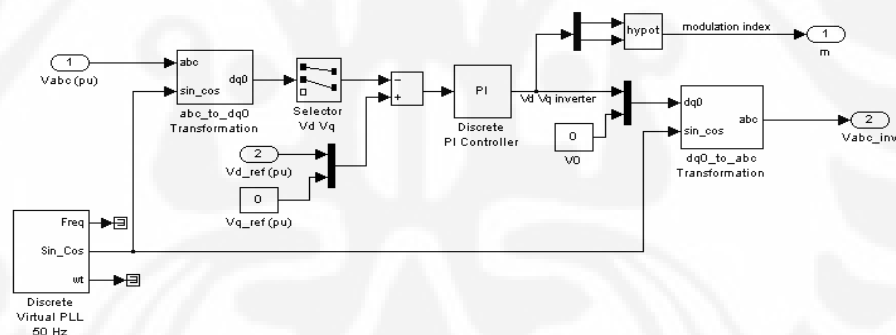 1
Vabc (pu)
abc
sin_cos
dq0
abc_to_dq0
Transformation
Selector
Vd Vq
2
Vd_ref (pu)
0
Vq_ref (pu)
−
+
PI
Discrete
PI Controller
Vd Vq inverter
hypot
modulation index
1
m
0
V0
dq0
sin_cos
abc
dq0_to_abc
Transformation
2
Vabc_inv
Freq
Sin_Cos
wt
Discrete
Virtual PLL
50 Hz